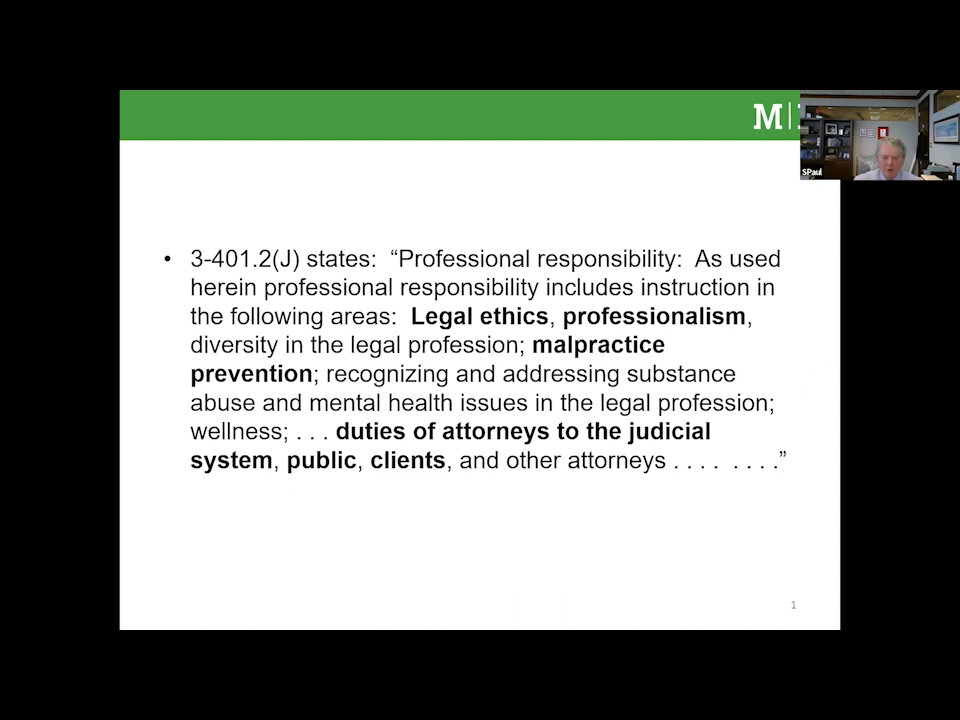 M
SPaul
• 3-401.2(J) states: “Professional responsibility: As used
herein professional responsibility includes instruction in
the following areas: Legal ethics, professionalism,
diversity in the legal profession; malpractice
prevention; recognizing and addressing substance
abuse and mental health issues in the legal profession;
wellness; . . . duties of attorneys to the judicial
system, public, clients, and other attorneys . . . . . . . .”
1